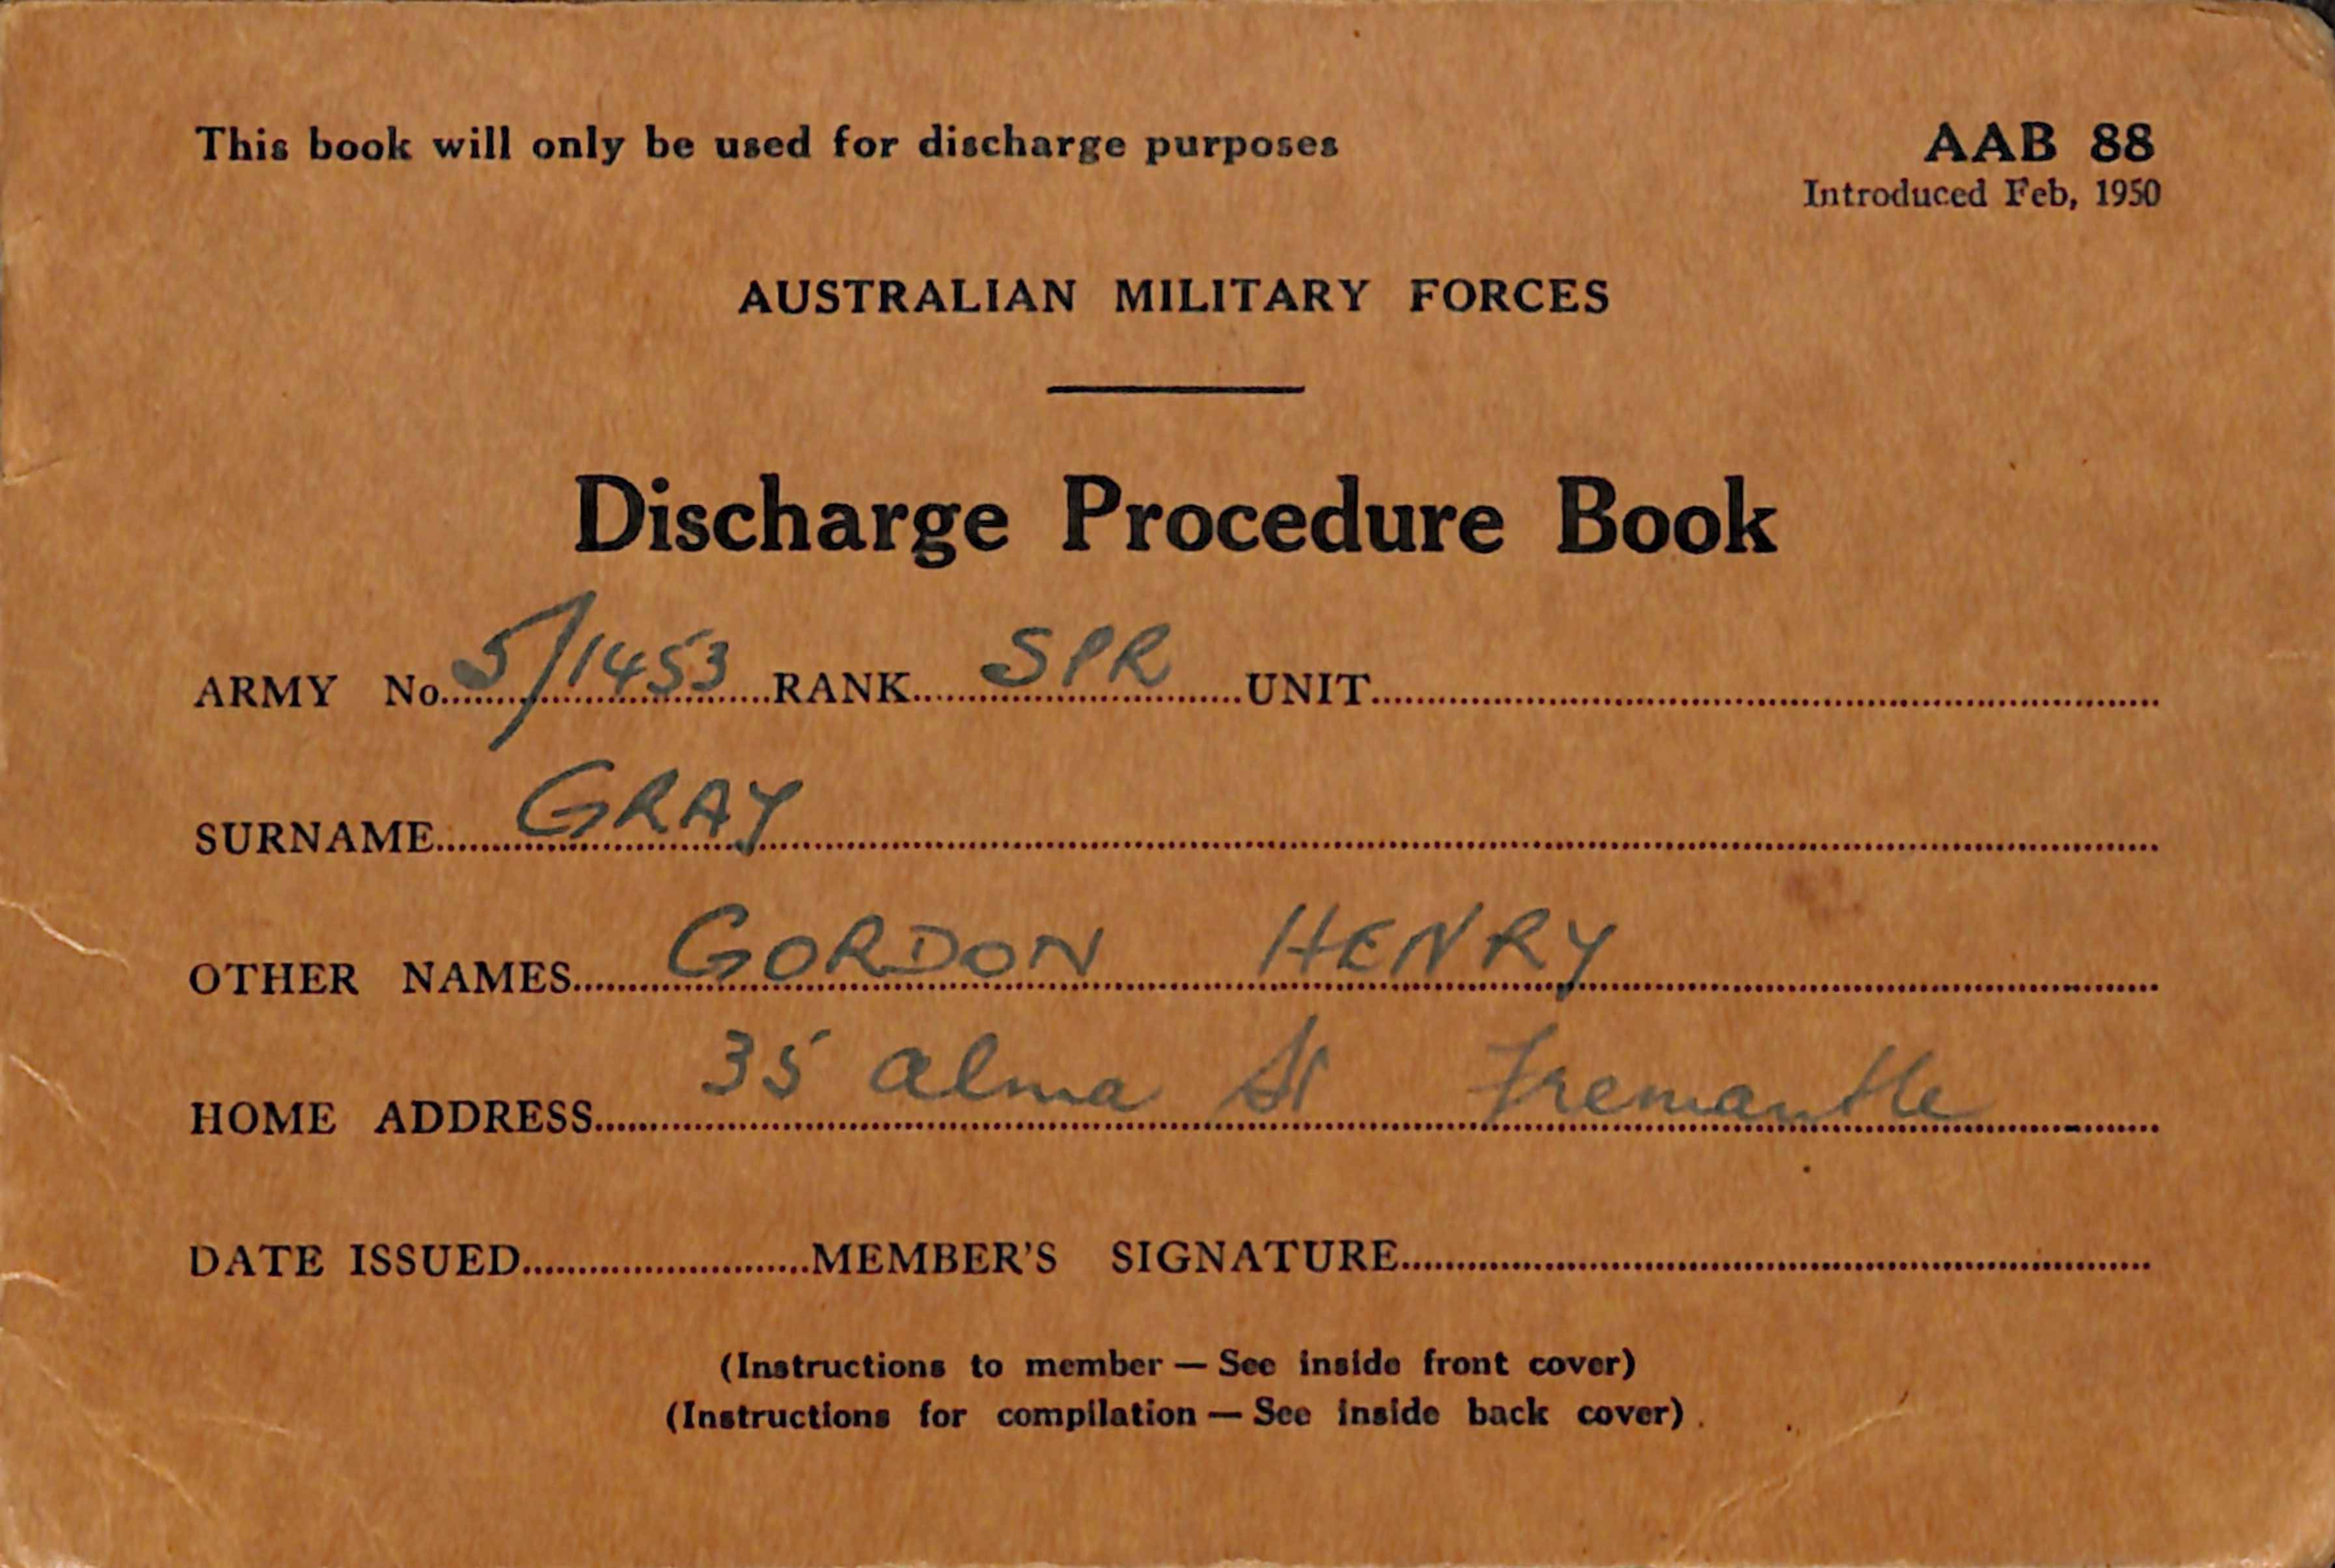 This book will only be used for discharge purposes AAB 88
Introduced Feb, 1950
AUSTRALIAN MILITARY FORCES
Discharge Procedure Book
ARMY No. 5/1453 RANK SPR UNIT
SURNAME GRAY
OTHER NAMES GORDON HENRY
HOME ADDRESS 35 Alma St Fremantle
DATE ISSUED MEMBER'S SIGNATURE
(Instructions to member — See inside front cover)
(Instructions for compilation — See inside back cover)